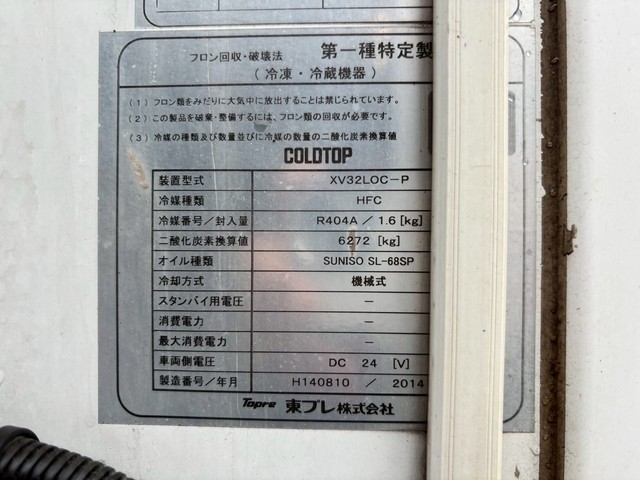 フロン回収・破壊法 第一種特定製
（冷凍・冷蔵機器）
（1）フロン類をみだりに大気中に放出することは禁じられています。
（2）この製品を破棄・整備するには、フロン類の回収が必要です。
（3）冷媒の種類及び数量並びに冷媒の数量の二酸化炭素換算値
COLDTOP
装置型式 XV32LOC-P
冷媒種類 HFC
冷媒番号／封入量 R404A ／ 1.6 [kg]
二酸化炭素換算値 6272 [kg]
オイル種類 SUNISO SL-68SP
冷却方式 機械式
スタンバイ用電圧 －
消費電力 －
最大消費電力 －
車両側電圧 DC 24 [V]
製造番号／年月 H140810 ／ 2014
Topre 東プレ株式会社